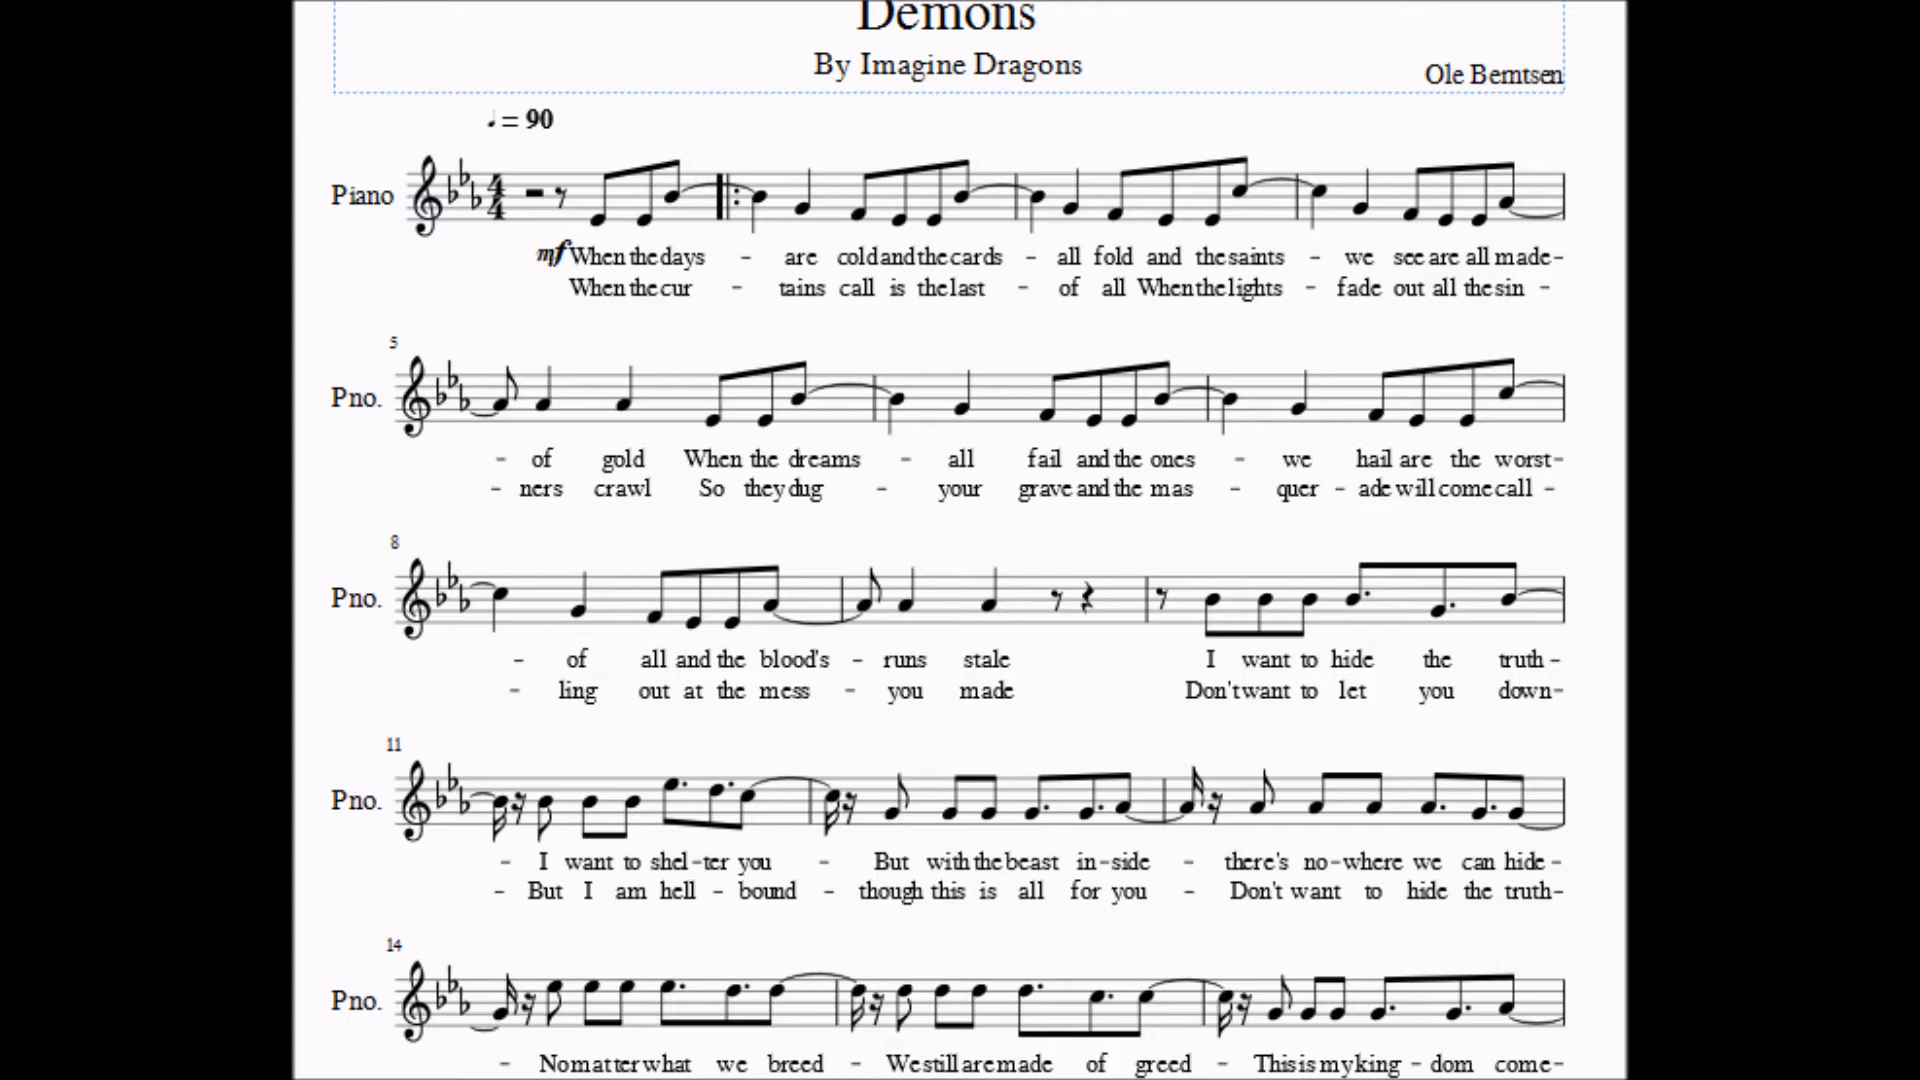 Demons
By Imagine Dragons
Ole Berntsen
♩ = 90
Piano
mf When the days - are cold and the cards - all fold and the saints - we see are all made-
When the cur - tains call is the last - of all When the lights - fade out all the sin -
5
Pno.
- of gold When the dreams - all fail and the ones - we hail are the worst-
- ners crawl So they dug - your grave and the mas - quer - ade will come call -
8
Pno.
- of all and the blood's - runs stale I want to hide the truth -
- ling out at the mess - you made Don't want to let you down-
11
Pno.
- I want to shel-ter you - But with the beast in-side - there's no-where we can hide-
- But I am hell - bound - though this is all for you - Don't want to hide the truth-
14
Pno.
- No matter what we breed - We still are made of greed - This is my king - dom come-